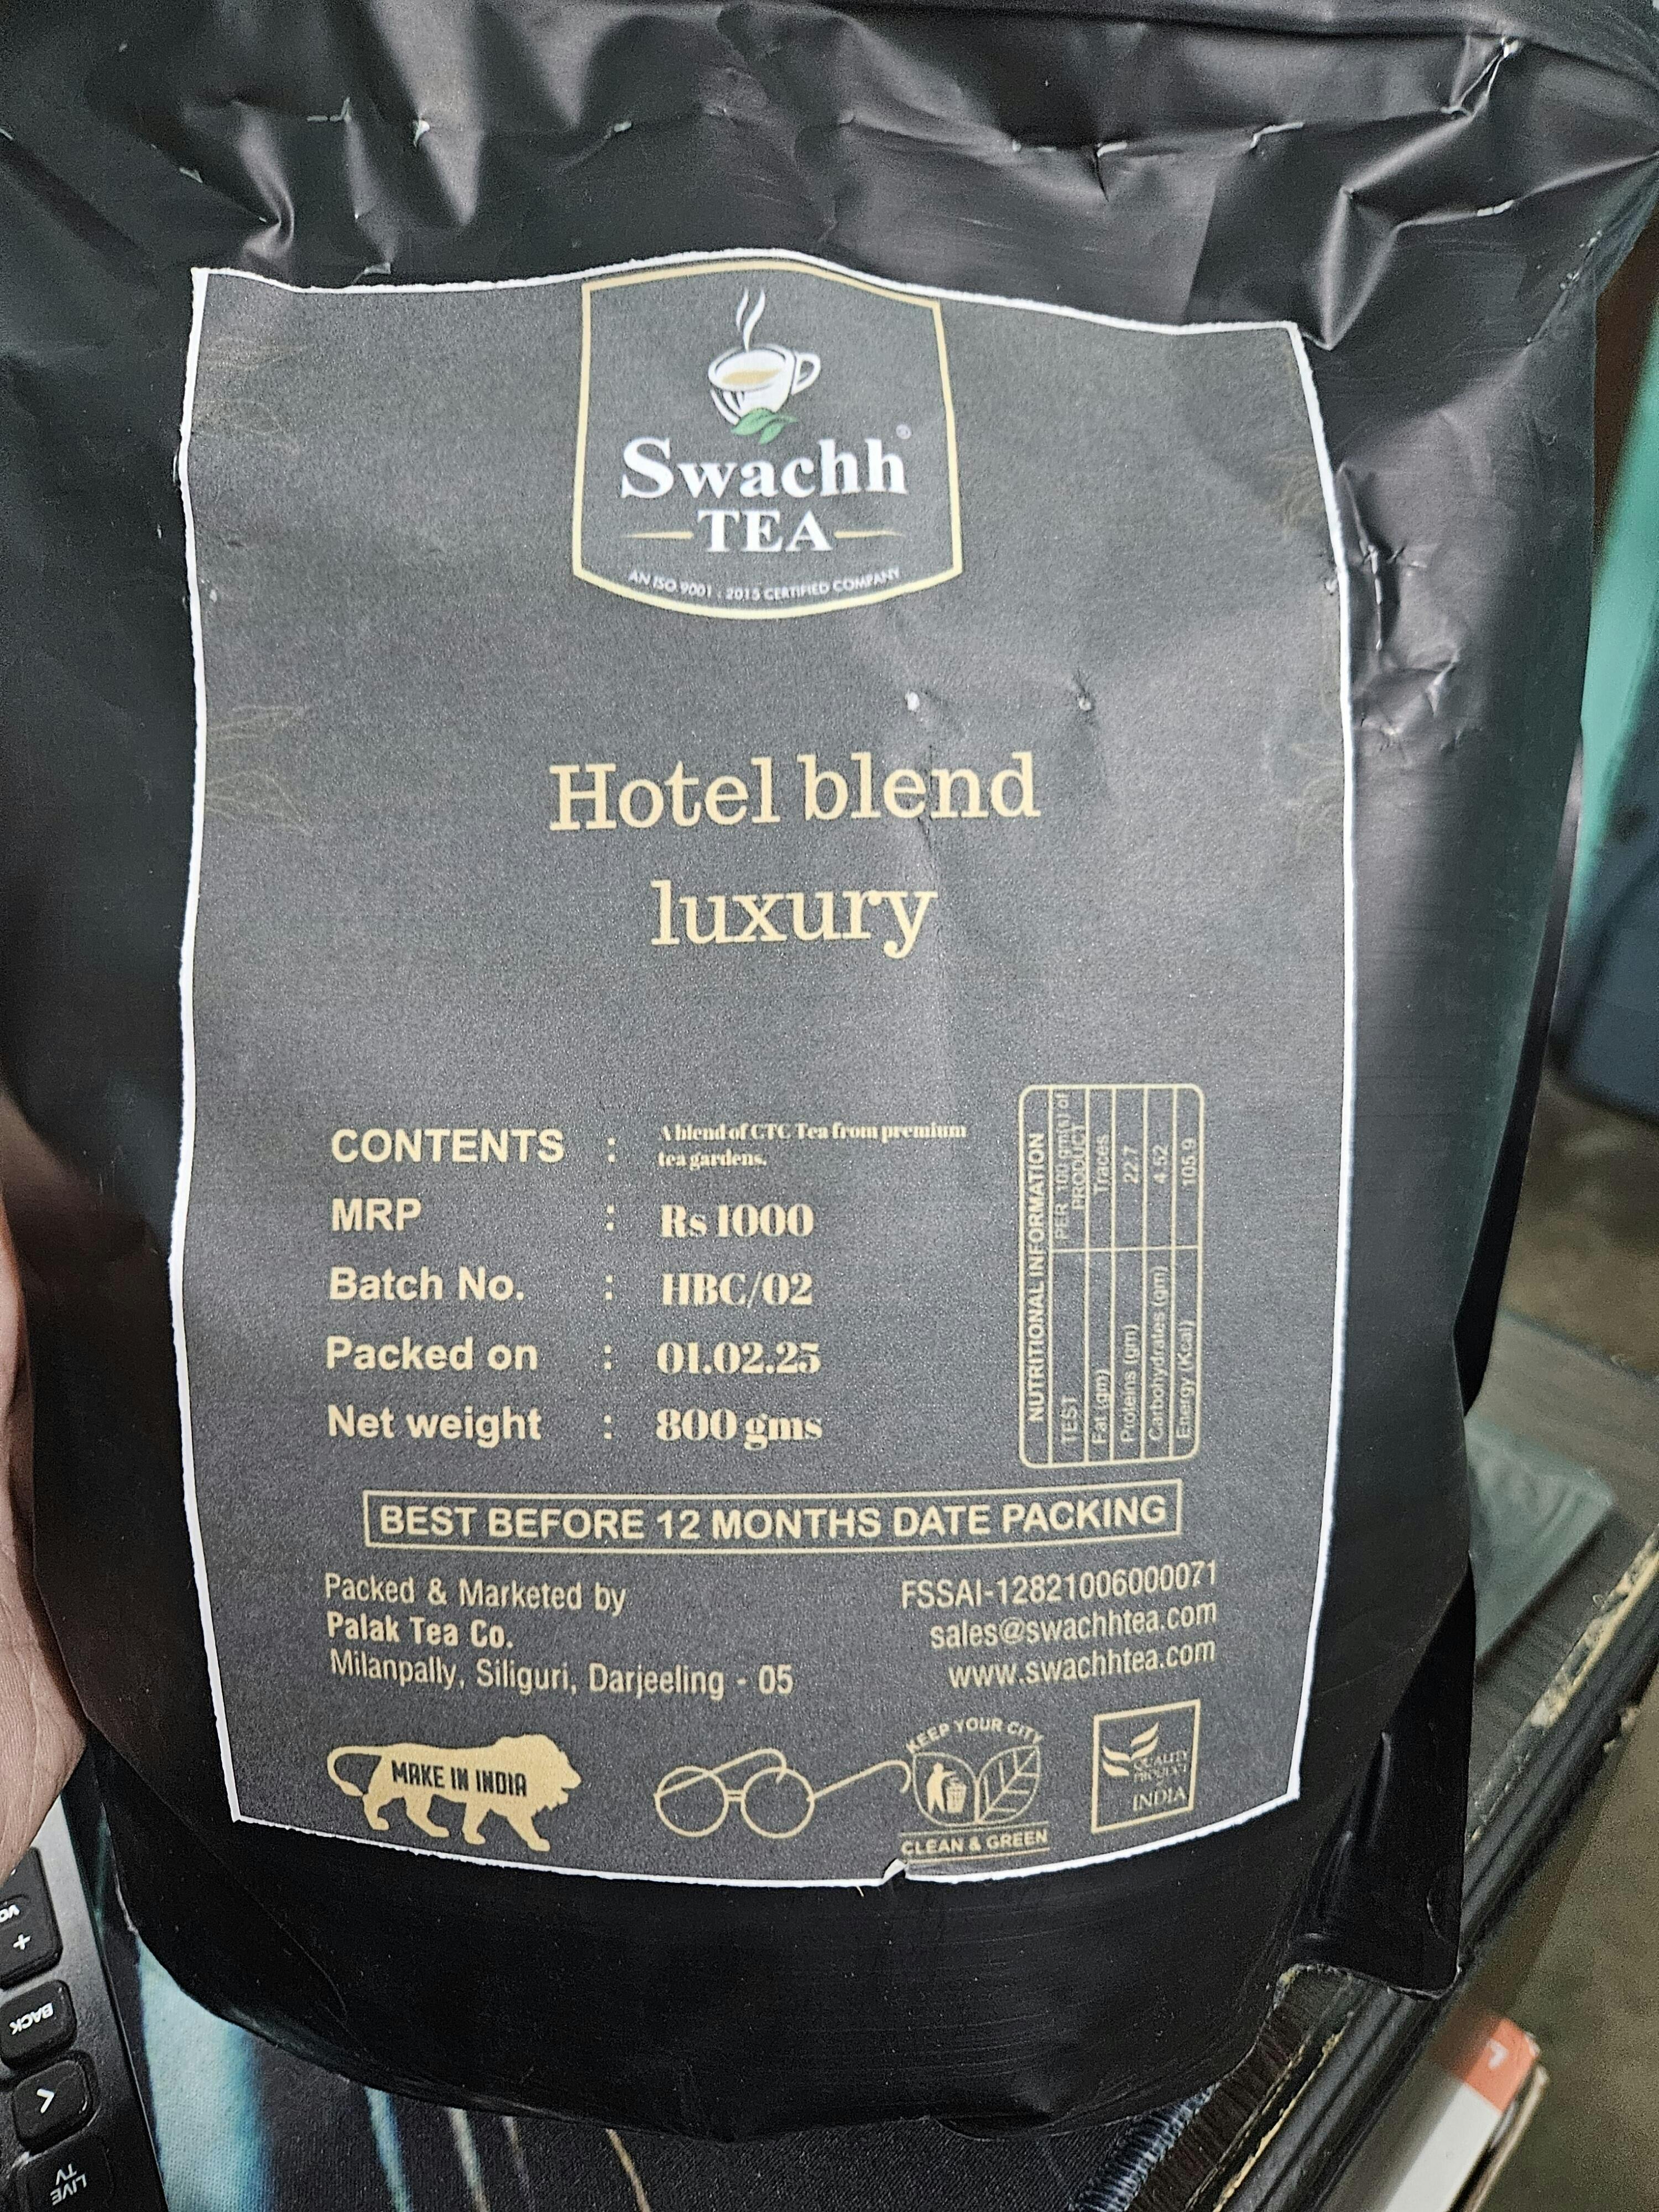 Swachh®
TEA
AN ISO 9001 : 2015 CERTIFIED COMPANY
Hotel blend
luxury
CONTENTS : A blend of CTC Tea from premium
tea gardens.
MRP : Rs 1000
Batch No. : HBC/02
Packed on : 01.02.25
Net weight : 800 gms
NUTRITIONAL INFORMATION
TEST PER 100 gm(s) of
PRODUCT
Fat (gm) Traces
Proteins (gm) 22.7
Carbohydrates (gm) 4.52
Energy (Kcal) 105.9
BEST BEFORE 12 MONTHS DATE PACKING
Packed & Marketed by
Palak Tea Co.
Milanpally, Siliguri, Darjeeling - 05
FSSAI-12821006000071
sales@swachhtea.com
www.swachhtea.com
MAKE IN INDIA
KEEP YOUR CITY
CLEAN & GREEN
QUALITY
PRODUCT
INDIA
VOL
+
BACK
<
LIVE
TV